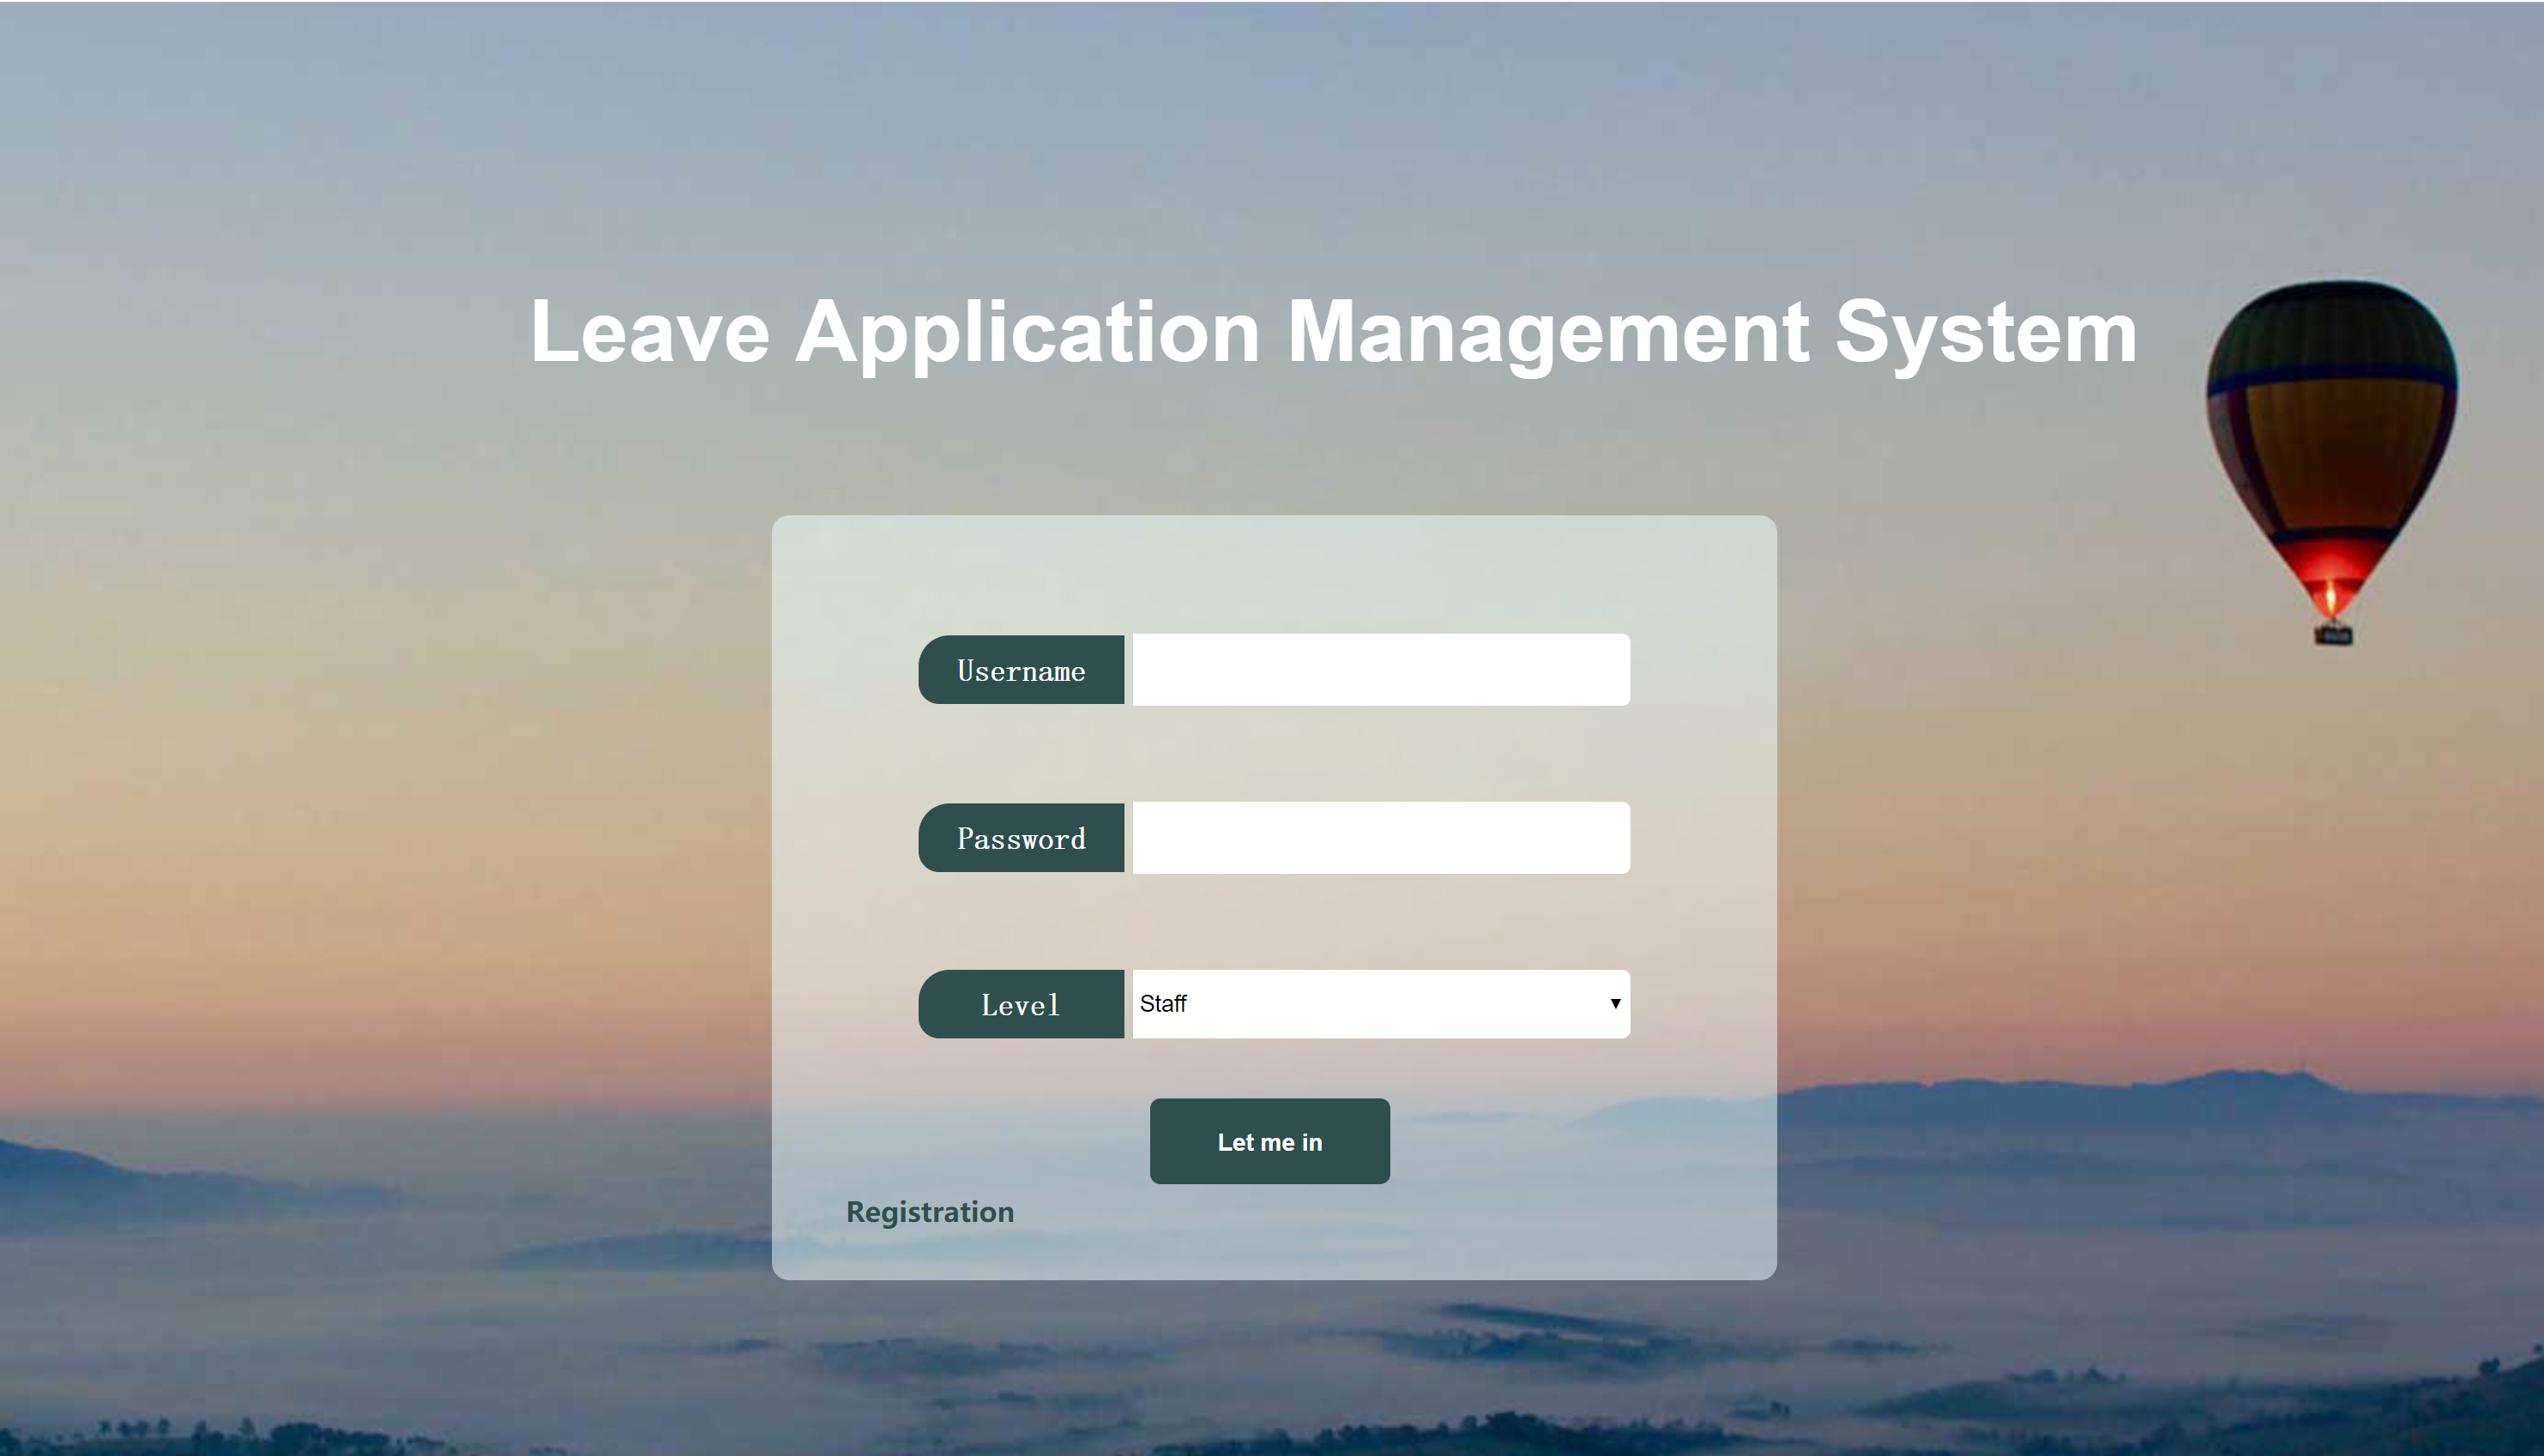 Leave Application Management System
Username
Password
Level Staff
Let me in
Registration